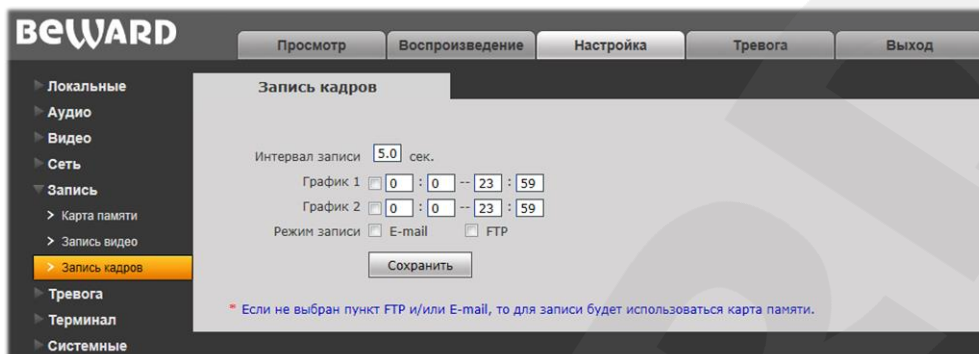 BEWARD
Просмотр Воспроизведение Настройка Тревога Выход
Локальные
Аудио
Видео
Сеть
Запись
Карта памяти
Запись видео
Запись кадров
Тревога
Терминал
Системные
Запись кадров
Интервал записи 5.0 сек.
График 1 0 : 0 -- 23 : 59
График 2 0 : 0 -- 23 : 59
Режим записи E-mail FTP
Сохранить
* Если не выбран пункт FTP и/или E-mail, то для записи будет использоваться карта памяти.